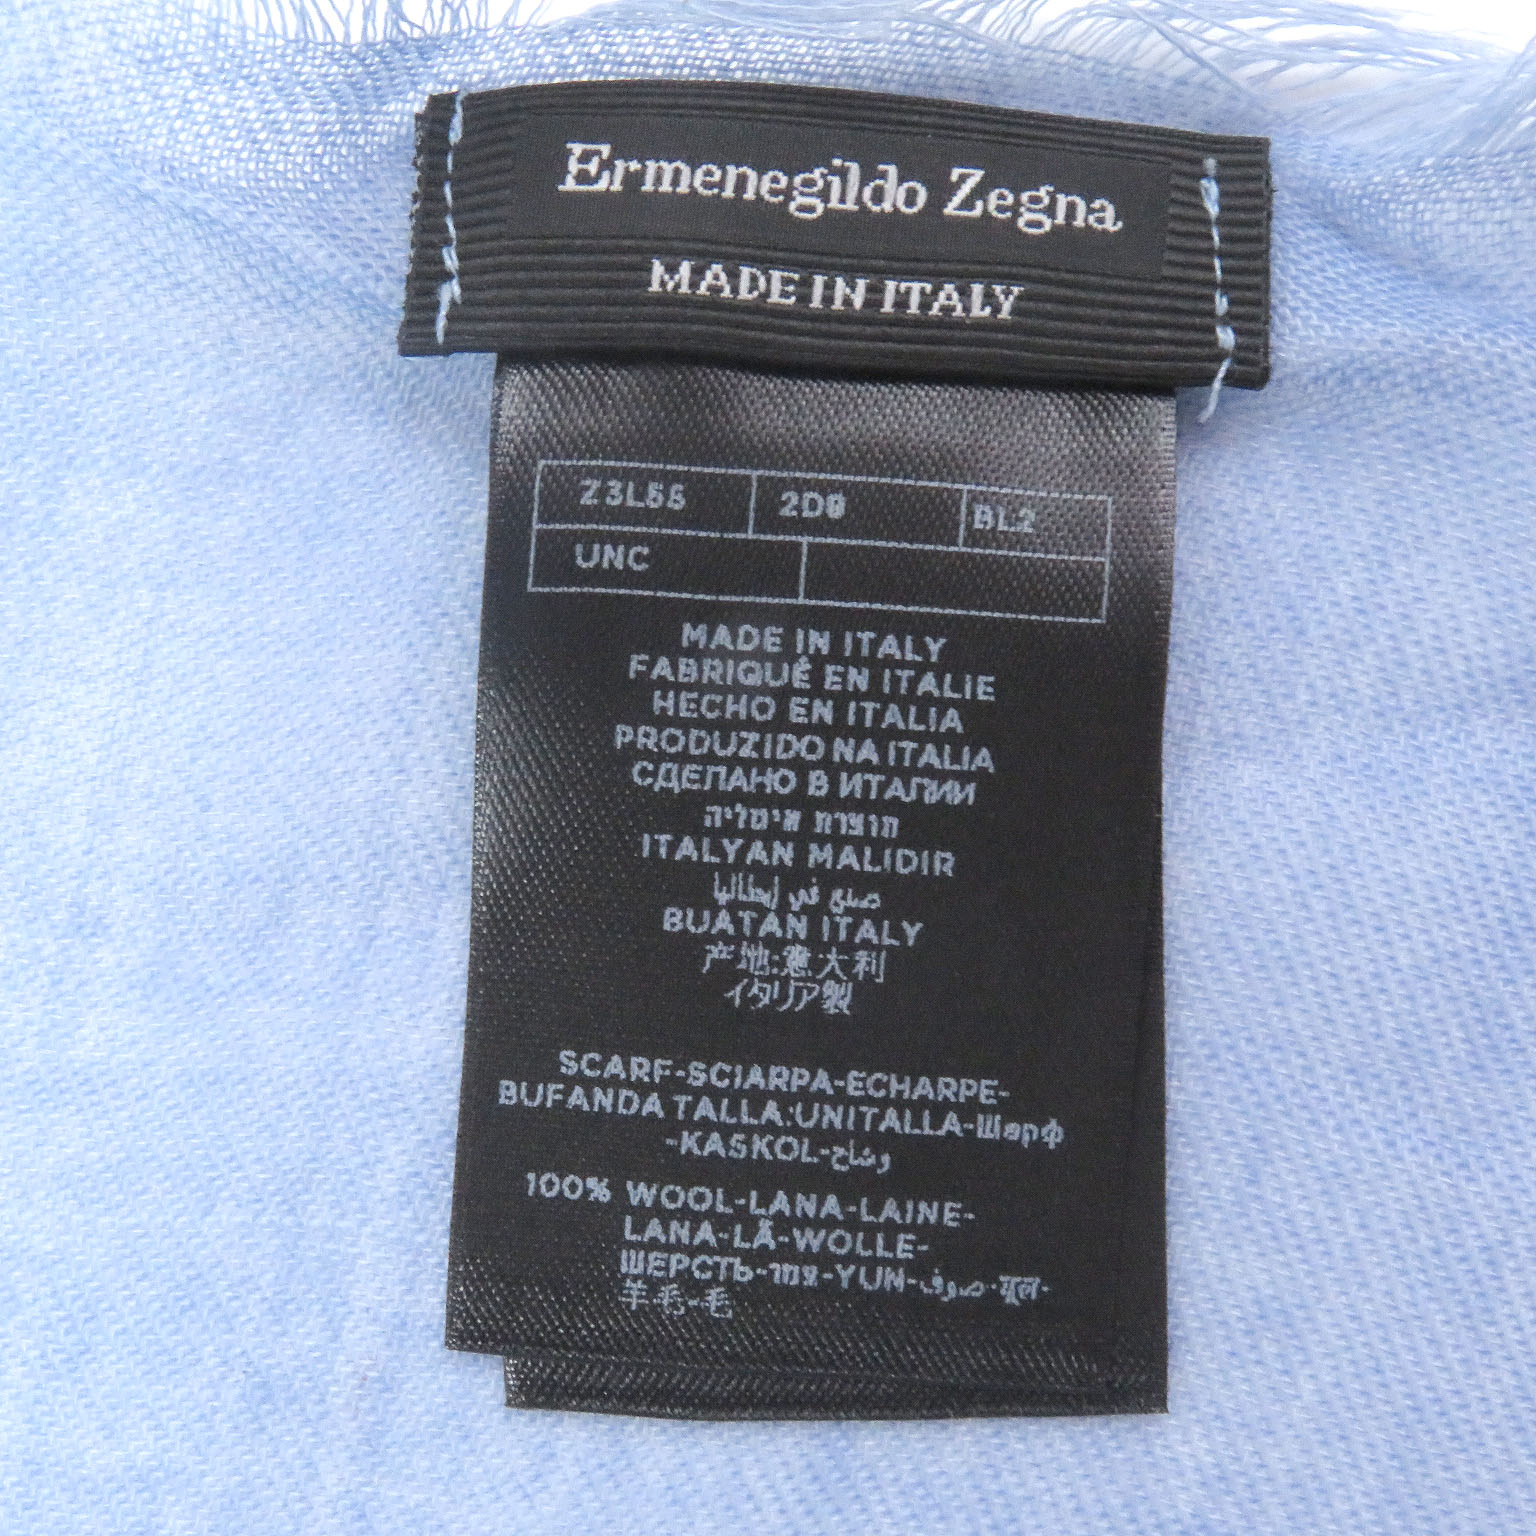 Ermenegildo Zegna
MADE IN ITALY
Z3L55 2D9 BL2
UNC
MADE IN ITALY
FABRIQUÉ EN ITALIE
HECHO EN ITALIA
PRODUZIDO NA ITALIA
СДЕЛАНО В ИТАЛИИ
תוצרת איטליה
ITALYAN MALIDIR
صنع في إيطاليا
BUATAN ITALY
产地:意大利
イタリア製
SCARF-SCIARPA-ECHARPE-
BUFANDA TALLA:UNITALLA-Шарф
-KASKOL-وشاح
100% WOOL-LANA-LAINE-
LANA-LÃ-WOLLE-
ШЕРСТЬ-צמר-YUN-صوف-ऊन-
羊毛-毛